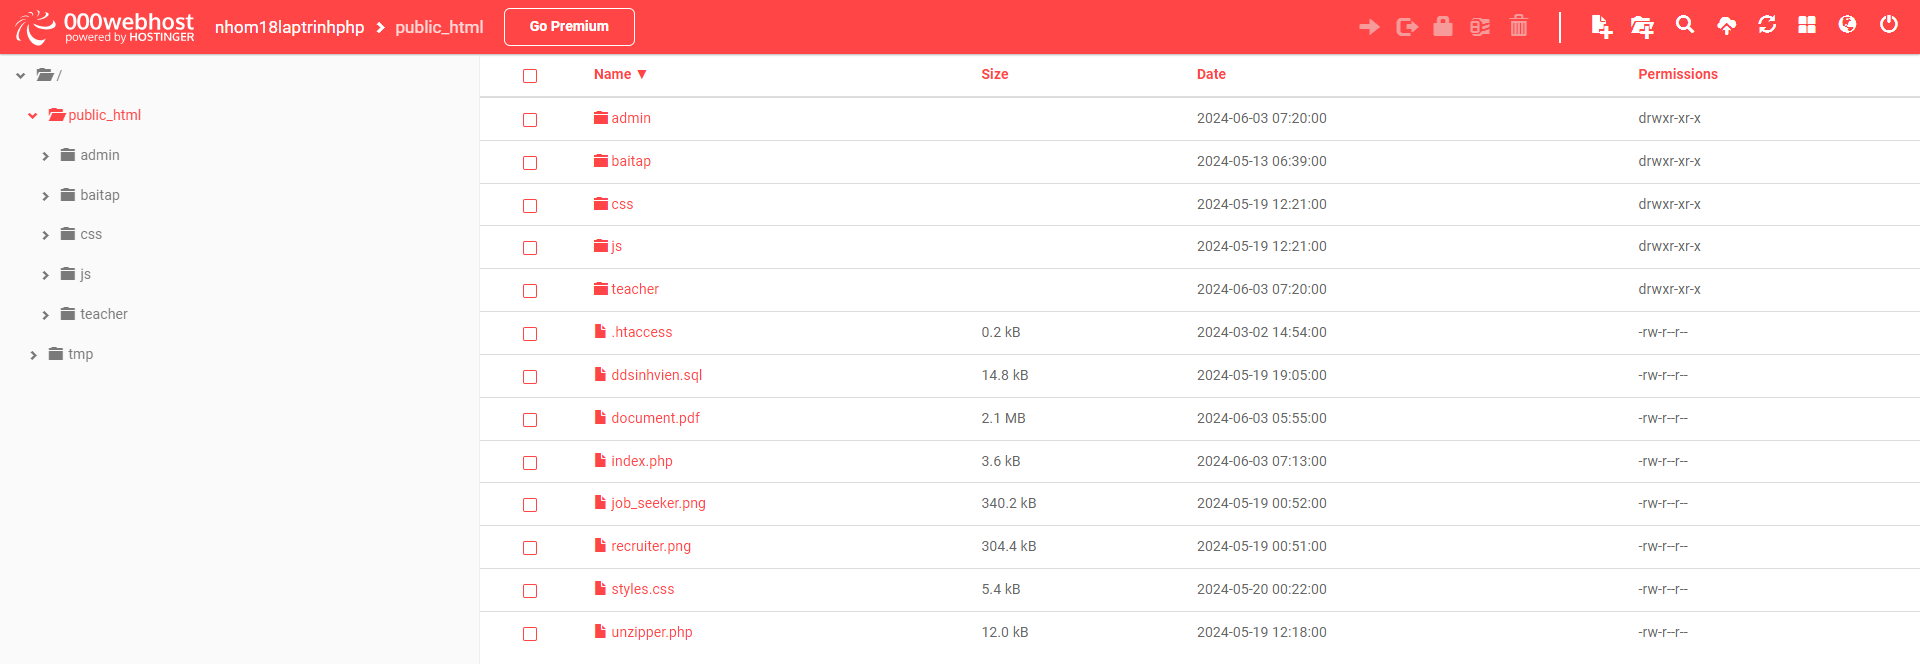 000webhost
powered by HOSTINGER
nhom18laptrinhphp > public_html
Go Premium
/
public_html
admin
baitap
css
js
teacher
tmp
Name ▼ Size Date Permissions
admin 2024-06-03 07:20:00 drwxr-xr-x
baitap 2024-05-13 06:39:00 drwxr-xr-x
css 2024-05-19 12:21:00 drwxr-xr-x
js 2024-05-19 12:21:00 drwxr-xr-x
teacher 2024-06-03 07:20:00 drwxr-xr-x
.htaccess 0.2 kB 2024-03-02 14:54:00 -rw-r--r--
ddsinhvien.sql 14.8 kB 2024-05-19 19:05:00 -rw-r--r--
document.pdf 2.1 MB 2024-06-03 05:55:00 -rw-r--r--
index.php 3.6 kB 2024-06-03 07:13:00 -rw-r--r--
job_seeker.png 340.2 kB 2024-05-19 00:52:00 -rw-r--r--
recruiter.png 304.4 kB 2024-05-19 00:51:00 -rw-r--r--
styles.css 5.4 kB 2024-05-20 00:22:00 -rw-r--r--
unzipper.php 12.0 kB 2024-05-19 12:18:00 -rw-r--r--